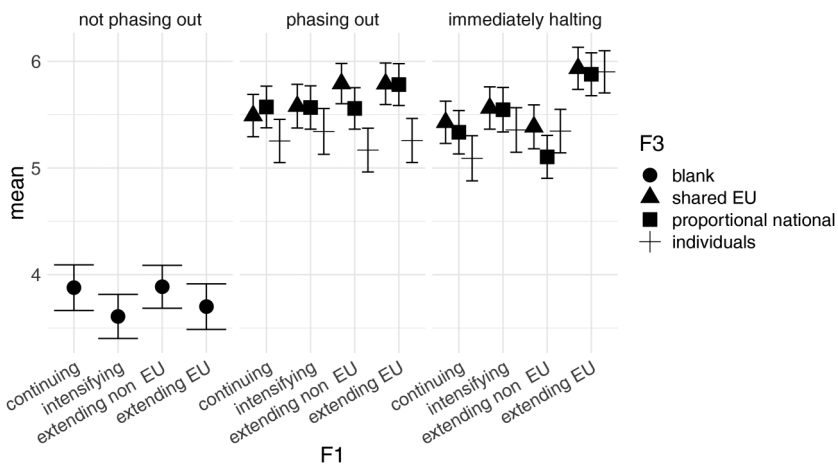 not phasing out
phasing out
immediately halting
6
5
4
mean
continuing
intensifying
extending non EU
extending EU
continuing
intensifying
extending non EU
extending EU
continuing
intensifying
extending non EU
extending EU
F1
F3
blank
shared EU
proportional national
individuals